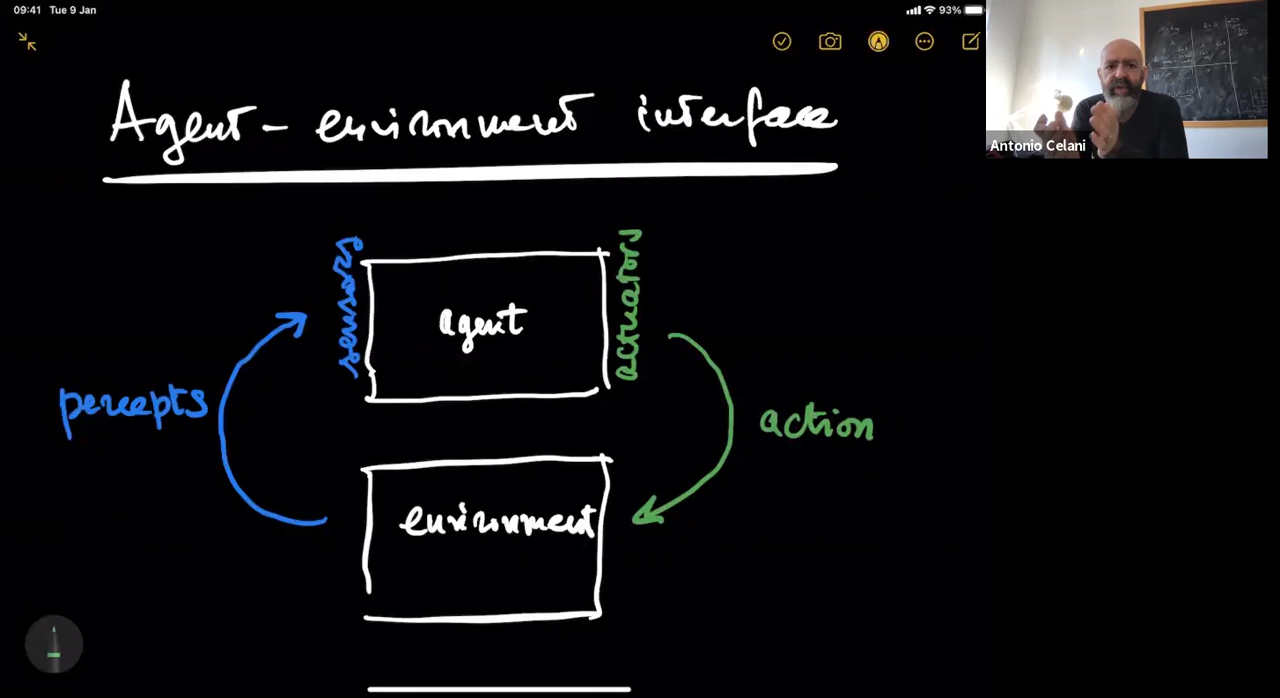 09:41 Tue 9 Jan 93%
Agent - environment interface
Antonio Celani
sensors
actuators
agent
percepts
action
environment